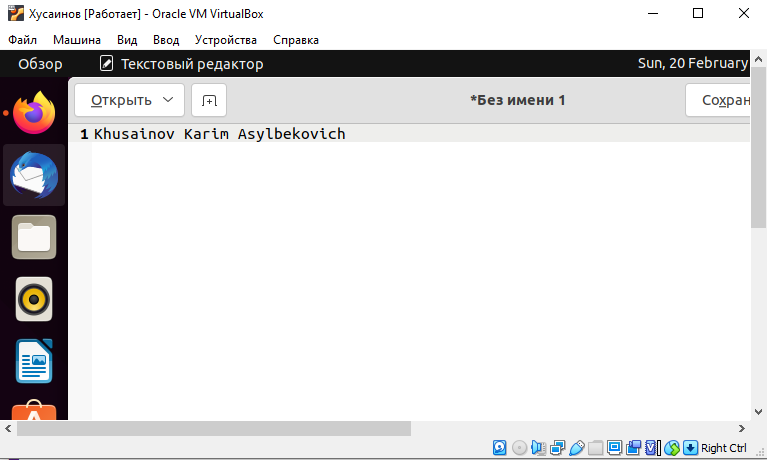 Хусаинов [Работает] - Oracle VM VirtualBox
Файл Машина Вид Ввод Устройства Справка
Обзор Текстовый редактор Sun, 20 February
Открыть *Без имени 1 Сохран
1 Khusainov Karim Asylbekovich
Right Ctrl